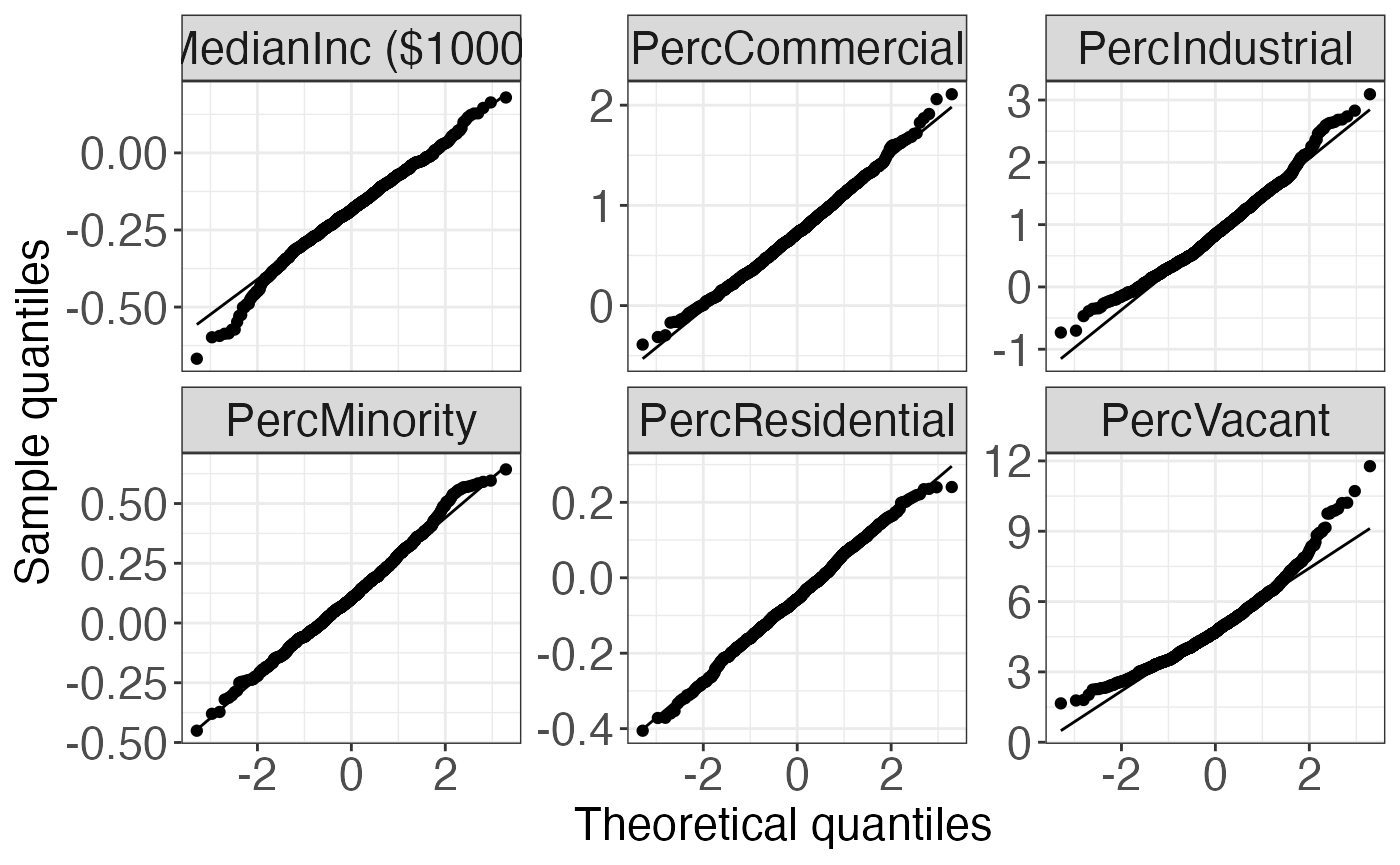 MedianInc ($1000
PercCommercial
PercIndustrial
0.00
-0.25
-0.50
2
1
0
3
2
1
0
-1
PercMinority
PercResidential
PercVacant
0.50
0.25
0.00
-0.25
-0.50
0.2
0.0
-0.2
-0.4
12
9
6
3
0
-2 0 2
-2 0 2
-2 0 2
Sample quantiles
Theoretical quantiles